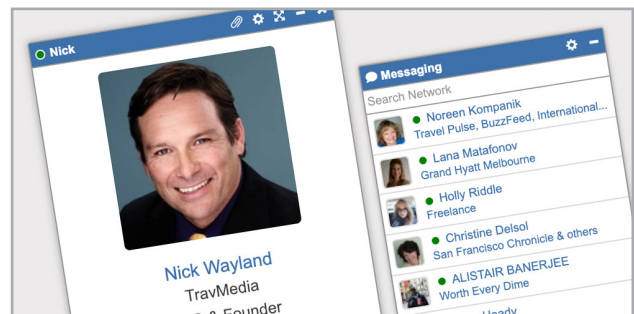 Nick
Nick Wayland
TravMedia
& Founder
Messaging
Search Network
Noreen Kompanik
Travel Pulse, BuzzFeed, International...
Lana Matafonov
Grand Hyatt Melbourne
Holly Riddle
Freelance
Christine Delsol
San Francisco Chronicle & others
ALISTAIR BANERJEE
Worth Every Dime